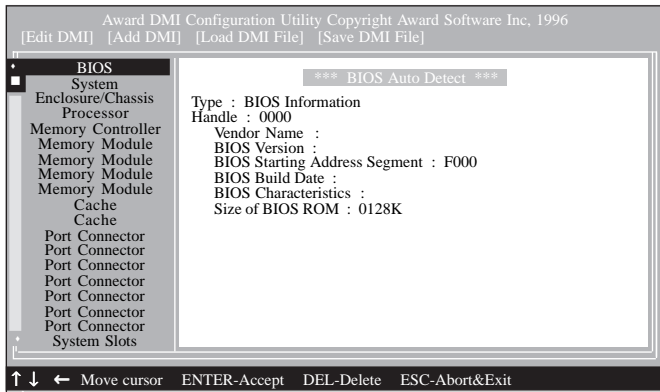 Award DMI Configuration Utility Copyright Award Software Inc, 1996
[Edit DMI] [Add DMI] [Load DMI File] [Save DMI File]
BIOS
System
Enclosure/Chassis
Processor
Memory Controller
Memory Module
Memory Module
Memory Module
Memory Module
Cache
Cache
Port Connector
Port Connector
Port Connector
Port Connector
Port Connector
Port Connector
Port Connector
System Slots
*** BIOS Auto Detect ***
Type : BIOS Information
Handle : 0000
Vendor Name :
BIOS Version :
BIOS Starting Address Segment : F000
BIOS Build Date :
BIOS Characteristics :
Size of BIOS ROM : 0128K
↑↓ ← Move cursor ENTER-Accept DEL-Delete ESC-Abort&Exit